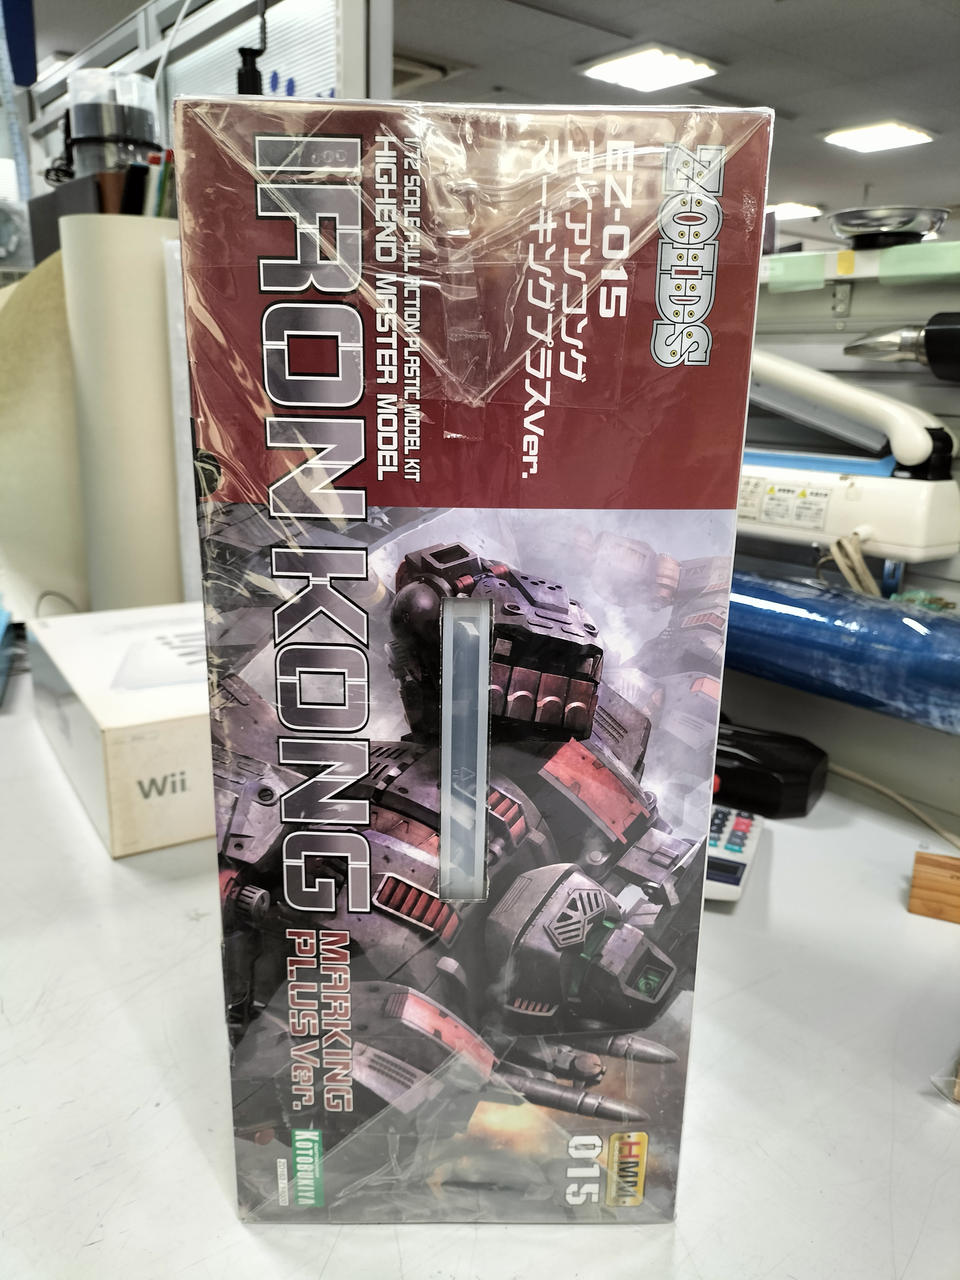 ZOIDS
EZ-015
アイアンコング
マーキングプラスVer.
1/72 SCALE FULL ACTION PLASTIC MODEL KIT
HIGHEND MASTER MODEL
IRON KONG
MARKING
PLUS Ver.
KOTOBUKIYA
HMM
015
Wii